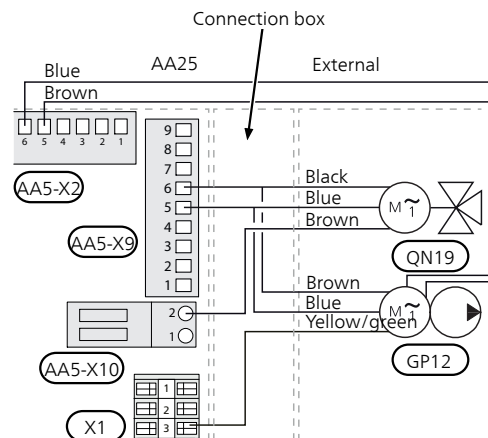 Connection box
Blue
AA25
External
Brown
6 5 4 3 2 1
AA5-X2
9
8
7
6
5
4
3
2
1
AA5-X9
Black
Blue
Brown
M ~ 1
QN19
Brown
Blue
Yellow/green
M ~ 1
GP12
2
1
AA5-X10
1
2
3
X1